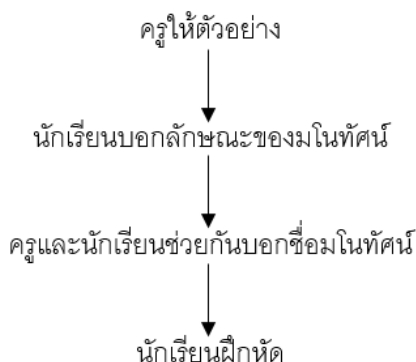 ครูให้ตัวอย่าง
นักเรียนบอกลักษณะของมโนทัศน์
ครูและนักเรียนช่วยกันบอกชื่อมโนทัศน์
นักเรียนฝึกหัด